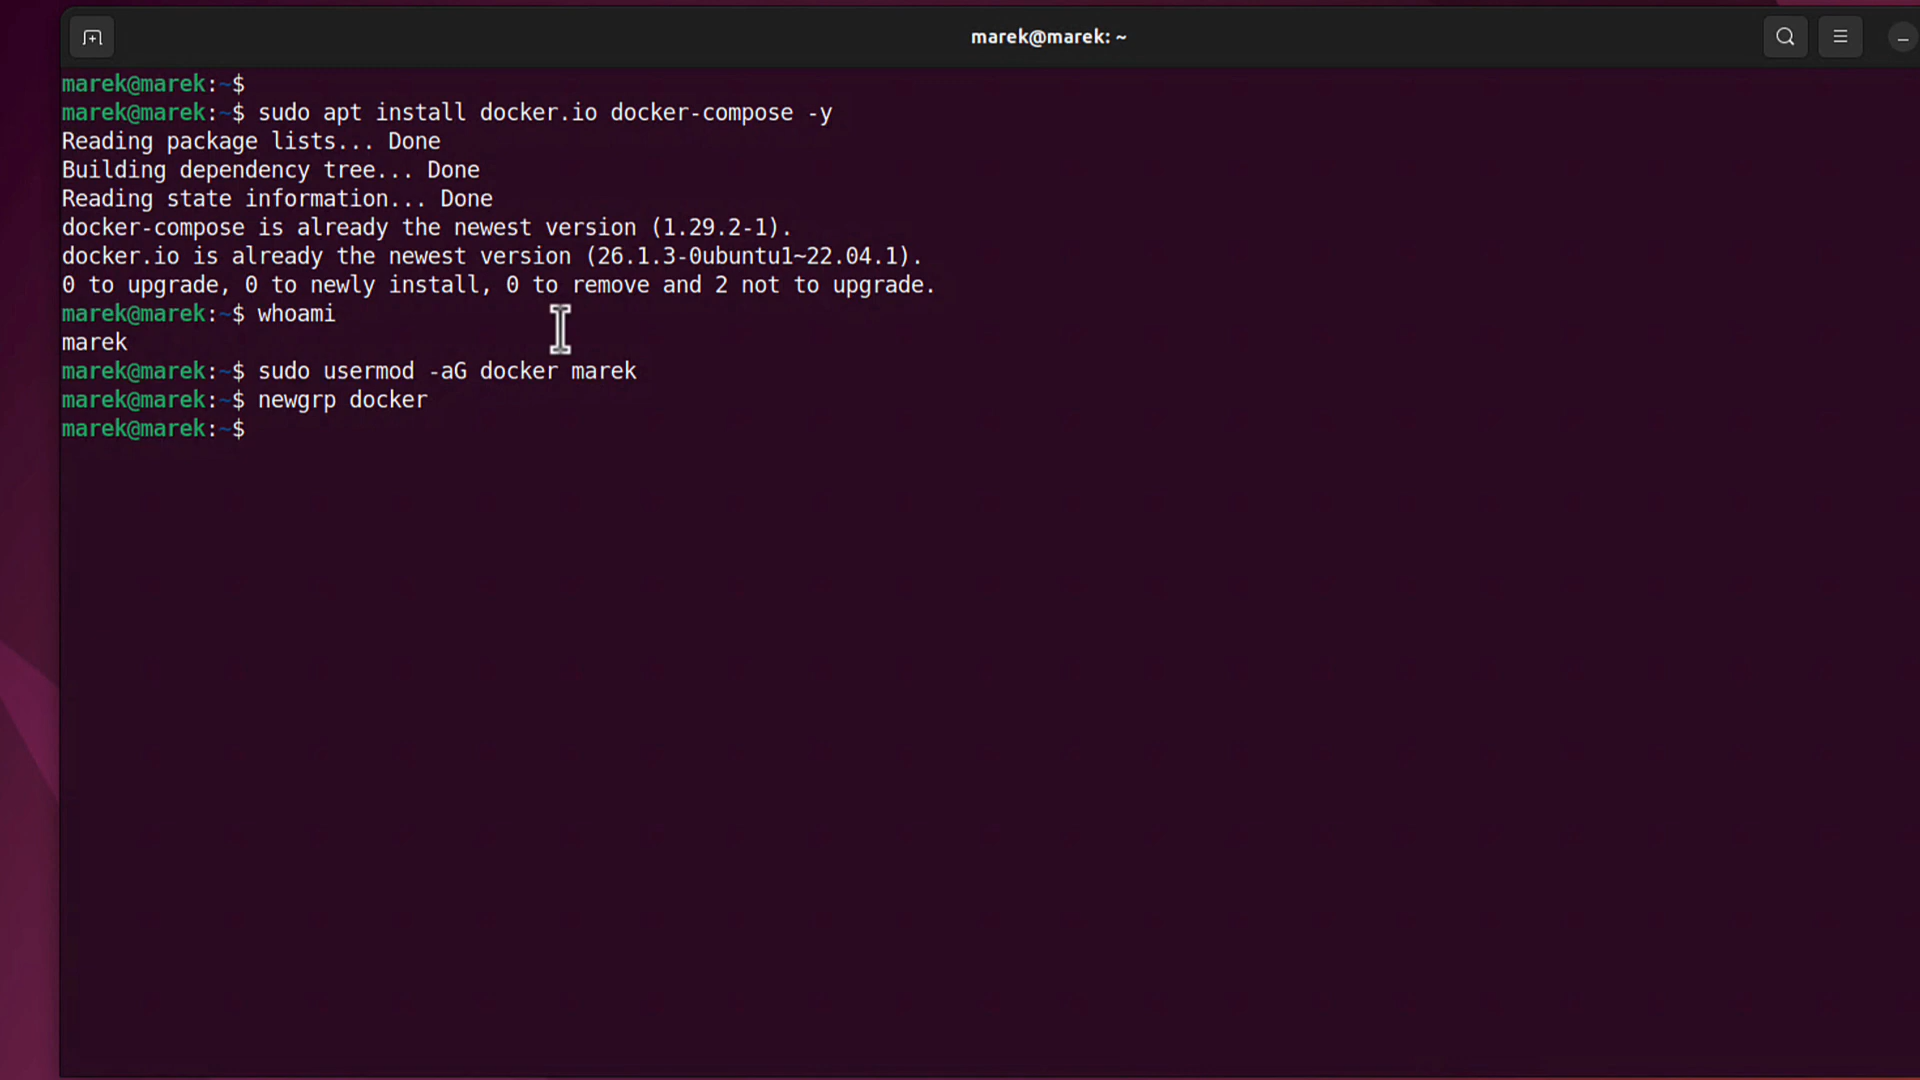 marek@marek: ~
marek@marek:~$
marek@marek:~$ sudo apt install docker.io docker-compose -y
Reading package lists... Done
Building dependency tree... Done
Reading state information... Done
docker-compose is already the newest version (1.29.2-1).
docker.io is already the newest version (26.1.3-0ubuntu1~22.04.1).
0 to upgrade, 0 to newly install, 0 to remove and 2 not to upgrade.
marek@marek:~$ whoami
marek
marek@marek:~$ sudo usermod -aG docker marek
marek@marek:~$ newgrp docker
marek@marek:~$